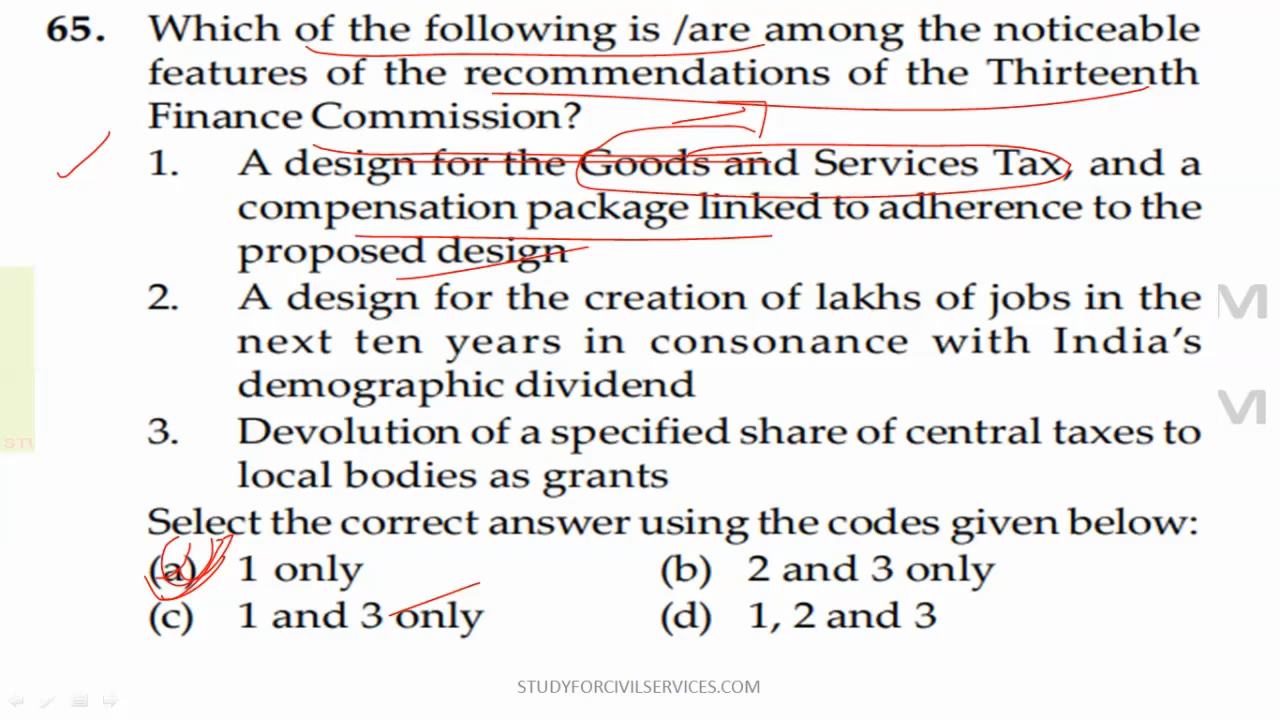 65. Which of the following is /are among the noticeable
features of the recommendations of the Thirteenth
Finance Commission?
1. A design for the Goods and Services Tax, and a
compensation package linked to adherence to the
proposed design
2. A design for the creation of lakhs of jobs in the
next ten years in consonance with India's
demographic dividend
3. Devolution of a specified share of central taxes to
local bodies as grants
Select the correct answer using the codes given below:
(a) 1 only (b) 2 and 3 only
(c) 1 and 3 only (d) 1, 2 and 3
STUDYFORCIVILSERVICES.COM